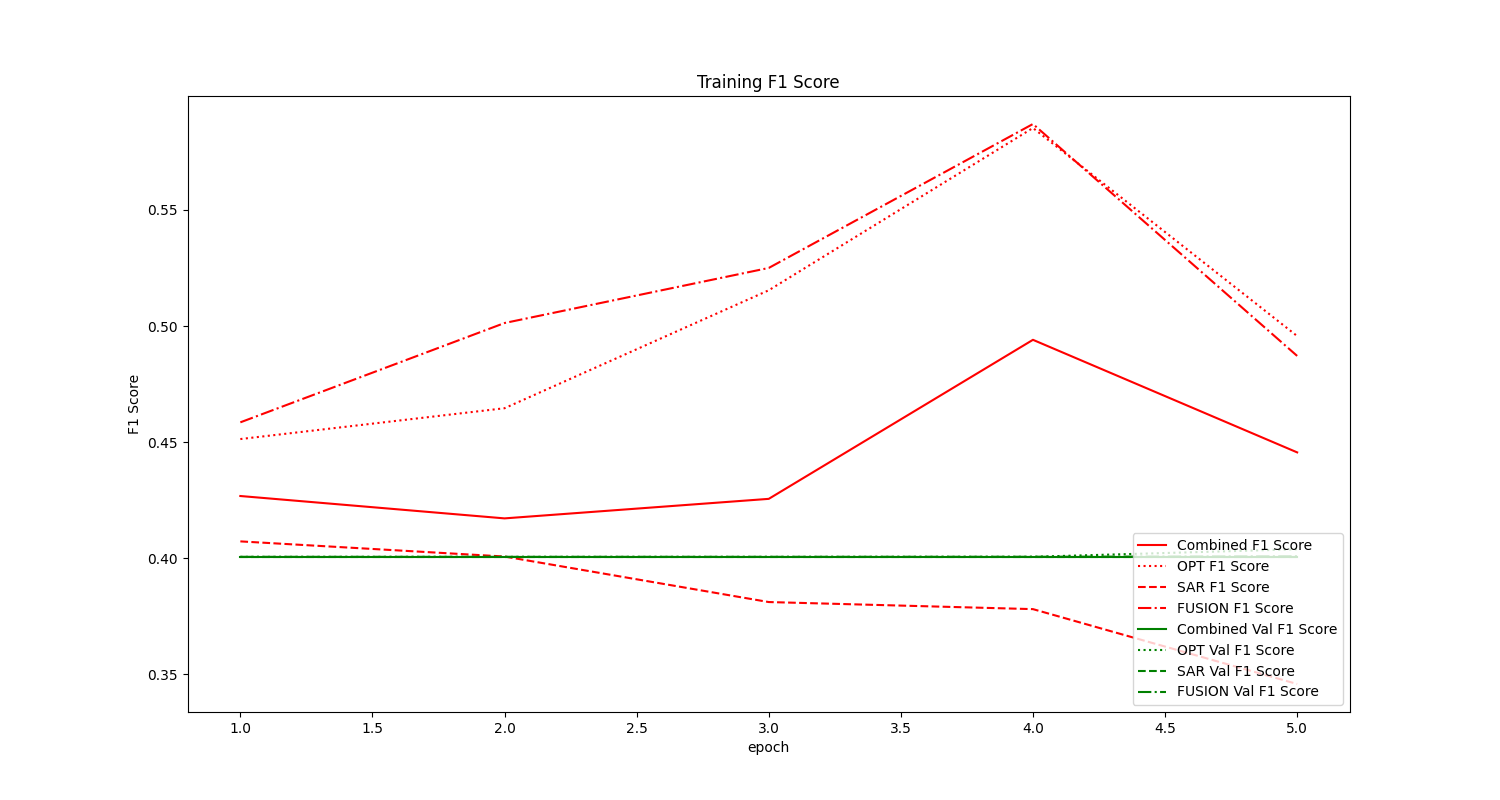 Training F1 Score
F1 Score
0.55
0.50
0.45
0.40
0.35
Combined F1 Score
OPT F1 Score
SAR F1 Score
FUSION F1 Score
Combined Val F1 Score
OPT Val F1 Score
SAR Val F1 Score
FUSION Val F1 Score
1.0 1.5 2.0 2.5 3.0 3.5 4.0 4.5 5.0
epoch